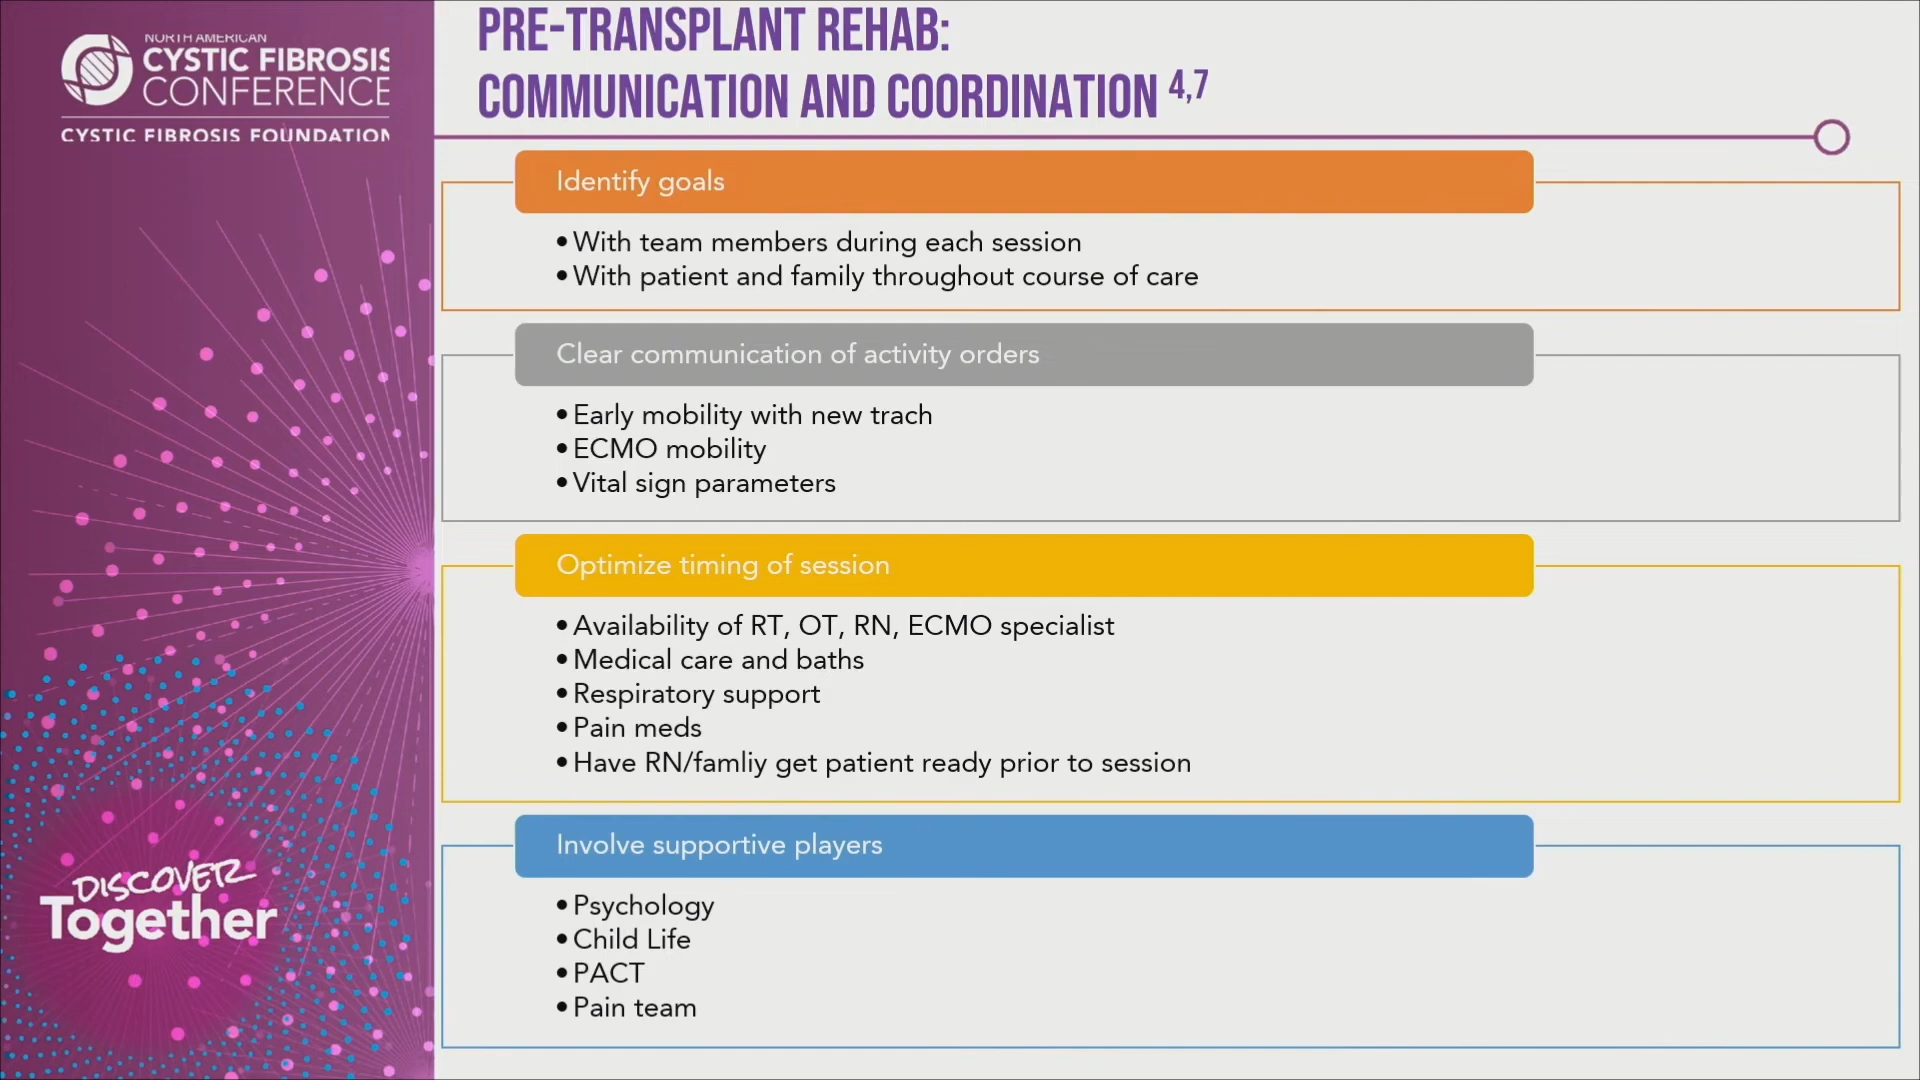 NORTH AMERICAN
CYSTIC FIBROSIS
CONFERENCE
CYSTIC FIBROSIS FOUNDATION
PRE-TRANSPLANT REHAB:
COMMUNICATION AND COORDINATION 4,7
Identify goals
•With team members during each session
•With patient and family throughout course of care
Clear communication of activity orders
•Early mobility with new trach
•ECMO mobility
•Vital sign parameters
Optimize timing of session
•Availability of RT, OT, RN, ECMO specialist
•Medical care and baths
•Respiratory support
•Pain meds
•Have RN/famliy get patient ready prior to session
Involve supportive players
•Psychology
•Child Life
•PACT
•Pain team
DISCOVER
Together